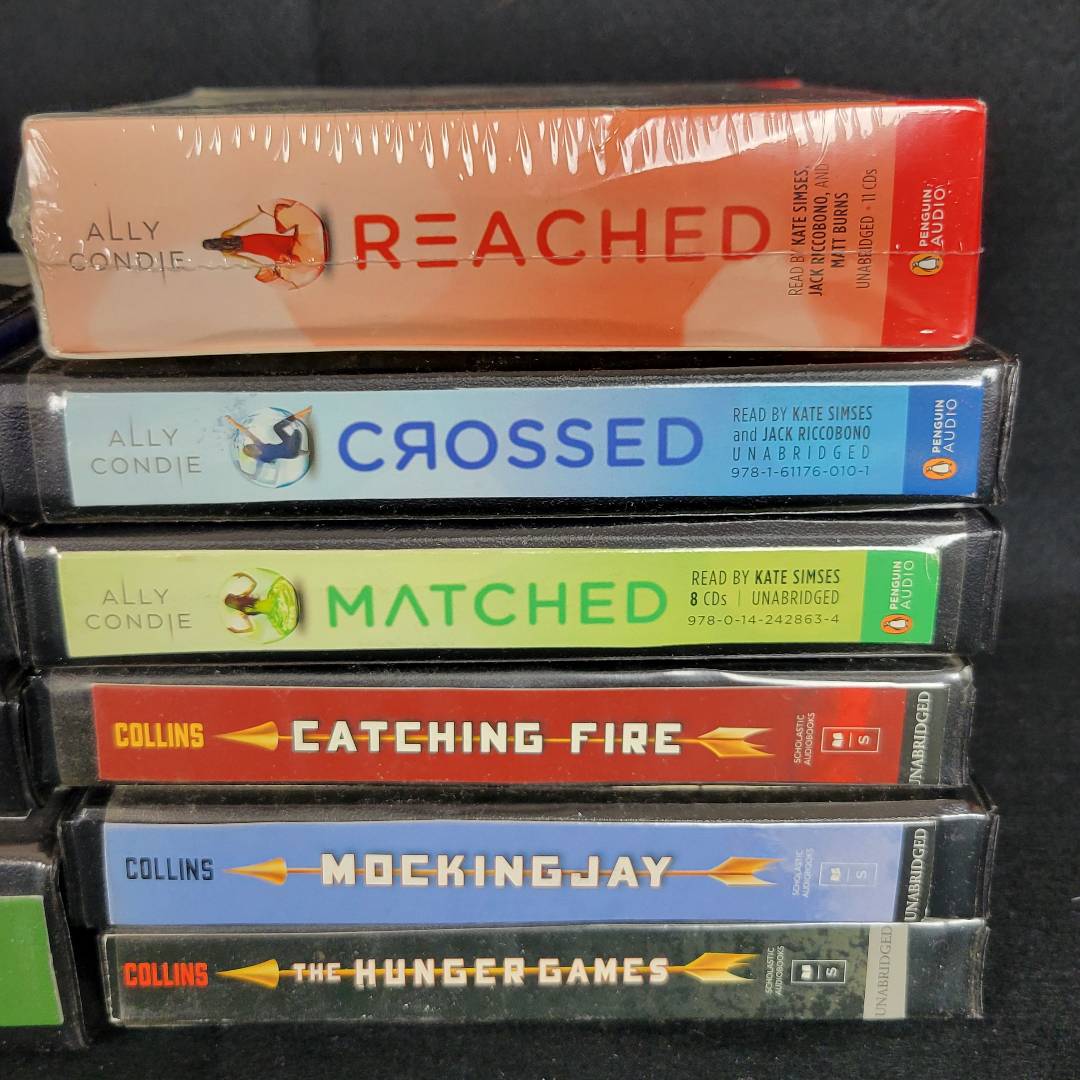 ALLY
CONDIE
REACHED
READ BY KATE SIMSES,
JACK RICCOBONO, AND
MATT BURNS
UNABRIDGED • 11 CDs
PENGUIN
AUDIO
ALLY
CONDIE
CROSSED
READ BY KATE SIMSES
and JACK RICCOBONO
UNABRIDGED
978-1-61176-010-1
PENGUIN
AUDIO
ALLY
CONDIE
MATCHED
READ BY KATE SIMSES
8 CDs | UNABRIDGED
978-0-14-242863-4
PENGUIN
AUDIO
COLLINS
CATCHING FIRE
SCHOLASTIC
AUDIOBOOKS
S
UNABRIDGED
COLLINS
MOCKINGJAY
SCHOLASTIC
AUDIOBOOKS
S
UNABRIDGED
COLLINS
THE HUNGER GAMES
SCHOLASTIC
AUDIOBOOKS
S
UNABRIDGED